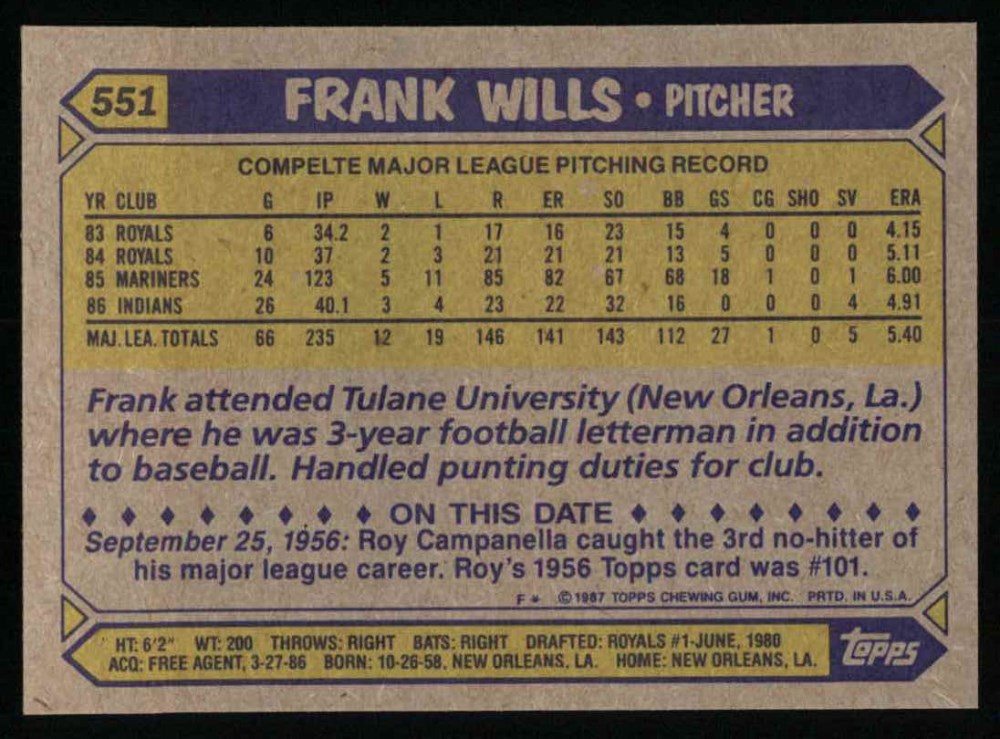 551 FRANK WILLS • PITCHER
COMPELTE MAJOR LEAGUE PITCHING RECORD
YR CLUB G IP W L R ER SO BB GS CG SHO SV ERA
83 ROYALS 6 34.2 2 1 17 16 23 15 4 0 0 0 4.15
84 ROYALS 10 37 2 3 21 21 21 13 5 0 0 0 5.11
85 MARINERS 24 123 5 11 85 82 67 68 18 1 0 1 6.00
86 INDIANS 26 40.1 3 4 23 22 32 16 0 0 0 4 4.91
MAJ. LEA. TOTALS 66 235 12 19 146 141 143 112 27 1 0 5 5.40
Frank attended Tulane University (New Orleans, La.)
where he was 3-year football letterman in addition
to baseball. Handled punting duties for club.
ON THIS DATE
September 25, 1956: Roy Campanella caught the 3rd no-hitter of
his major league career. Roy's 1956 Topps card was #101.
F * ©1987 TOPPS CHEWING GUM, INC. PRTD. IN U.S.A.
HT: 6'2" WT: 200 THROWS: RIGHT BATS: RIGHT DRAFTED: ROYALS #1-JUNE, 1980
ACQ: FREE AGENT, 3-27-86 BORN: 10-26-58, NEW ORLEANS, LA. HOME: NEW ORLEANS, LA.
topps